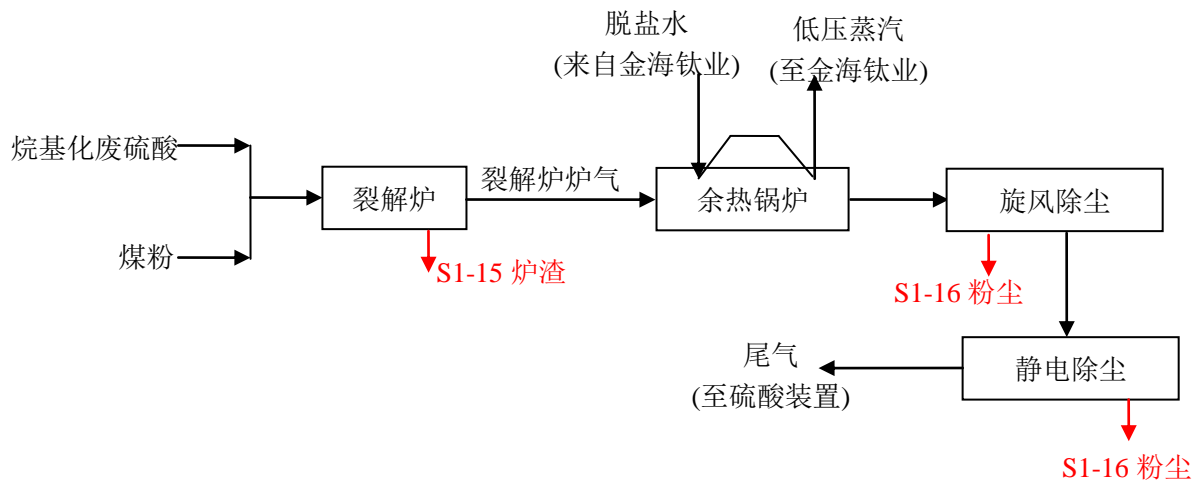 脱盐水
(来自金海钛业)
低压蒸汽
(至金海钛业)
烷基化废硫酸
煤粉
裂解炉
裂解炉炉气
余热锅炉
旋风除尘
S1-15 炉渣
S1-16 粉尘
尾气
(至硫酸装置)
静电除尘
S1-16 粉尘